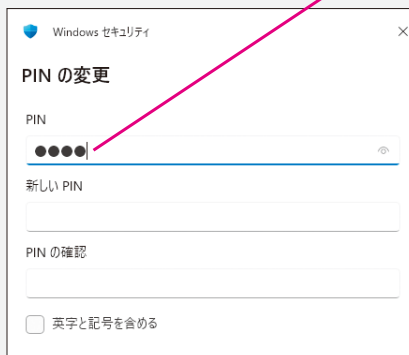 Windows セキュリティ
PIN の変更
PIN
●●●●
新しい PIN
PIN の確認
英字と記号を含める